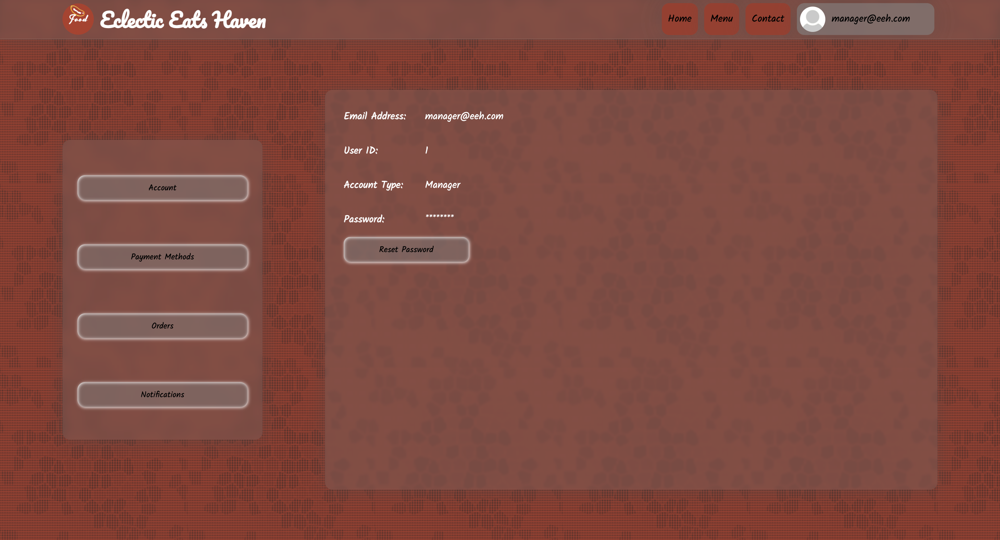 Food
Eclectic Eats Haven
Home
Menu
Contact
manager@eeh.com
Account
Payment Methods
Orders
Notifications
Email Address: manager@eeh.com
User ID: 1
Account Type: Manager
Password: ********
Reset Password